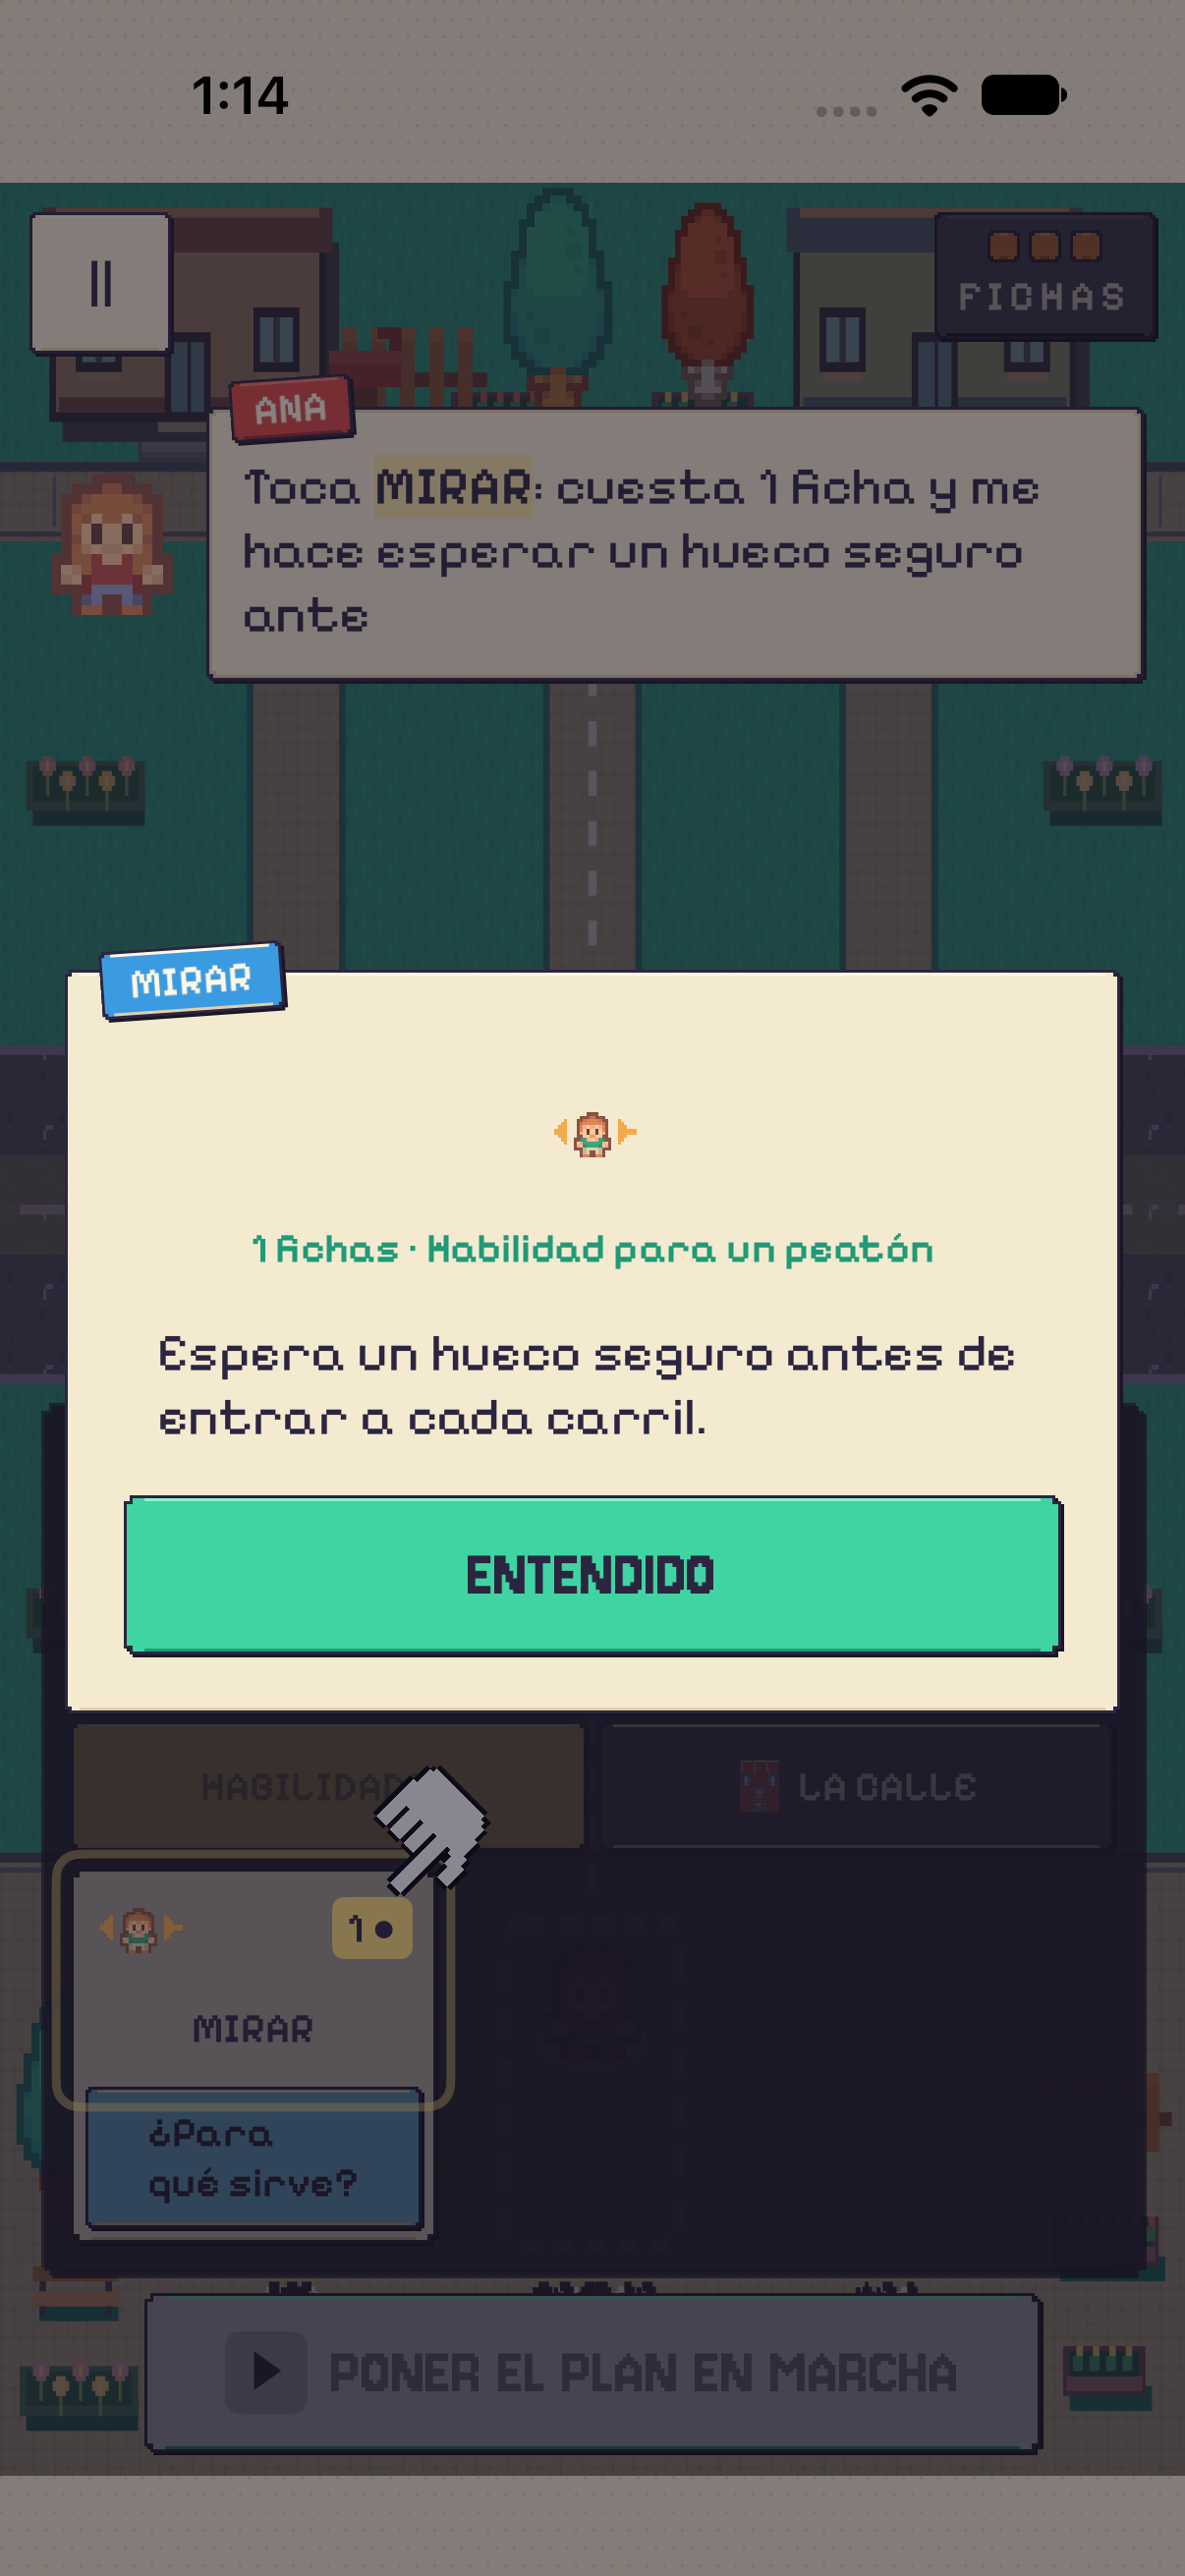 1:14
FICHAS
ANA
Toca MIRAR: cuesta 1 ficha y me
hace esperar un hueco seguro
ante
MIRAR
1 fichas · Habilidad para un peatón
Espera un hueco seguro antes de
entrar a cada carril.
ENTENDIDO
HABILIDAD
LA CALLE
1
MIRAR
¿Para
qué sirve?
PONER EL PLAN EN MARCHA